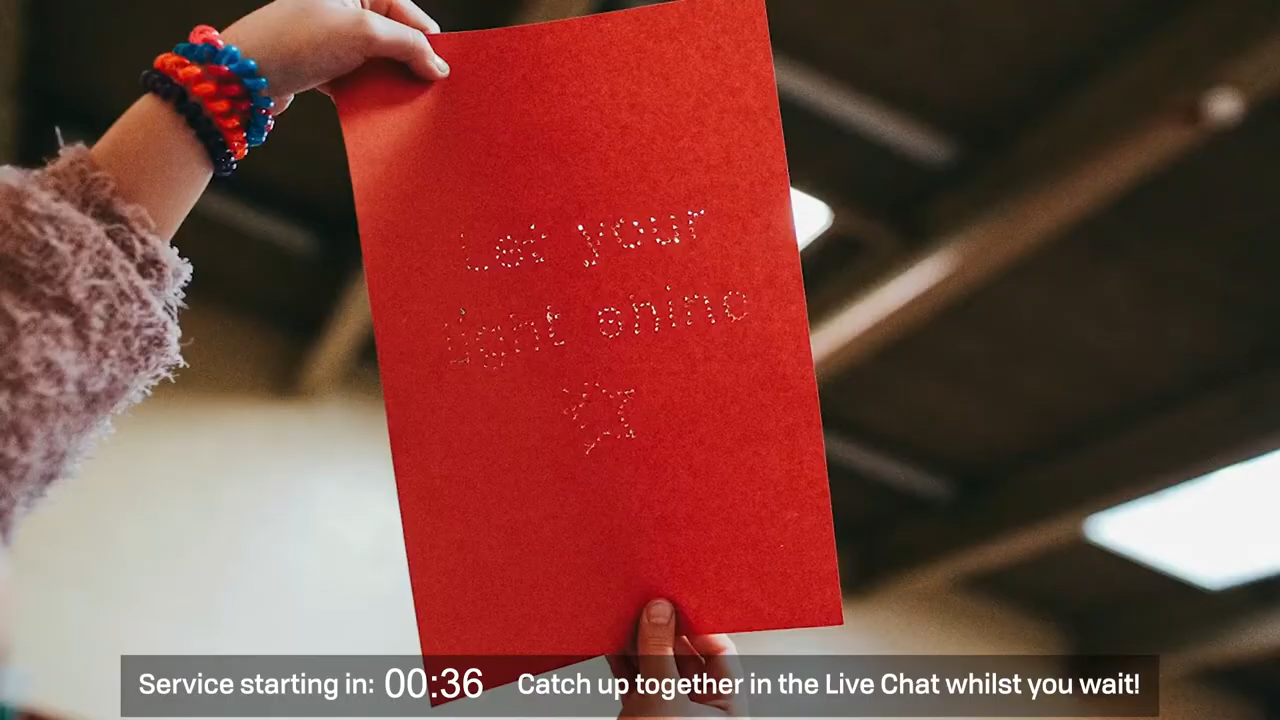 Let your
light shine
Service starting in: 00:36 Catch up together in the Live Chat whilst you wait!